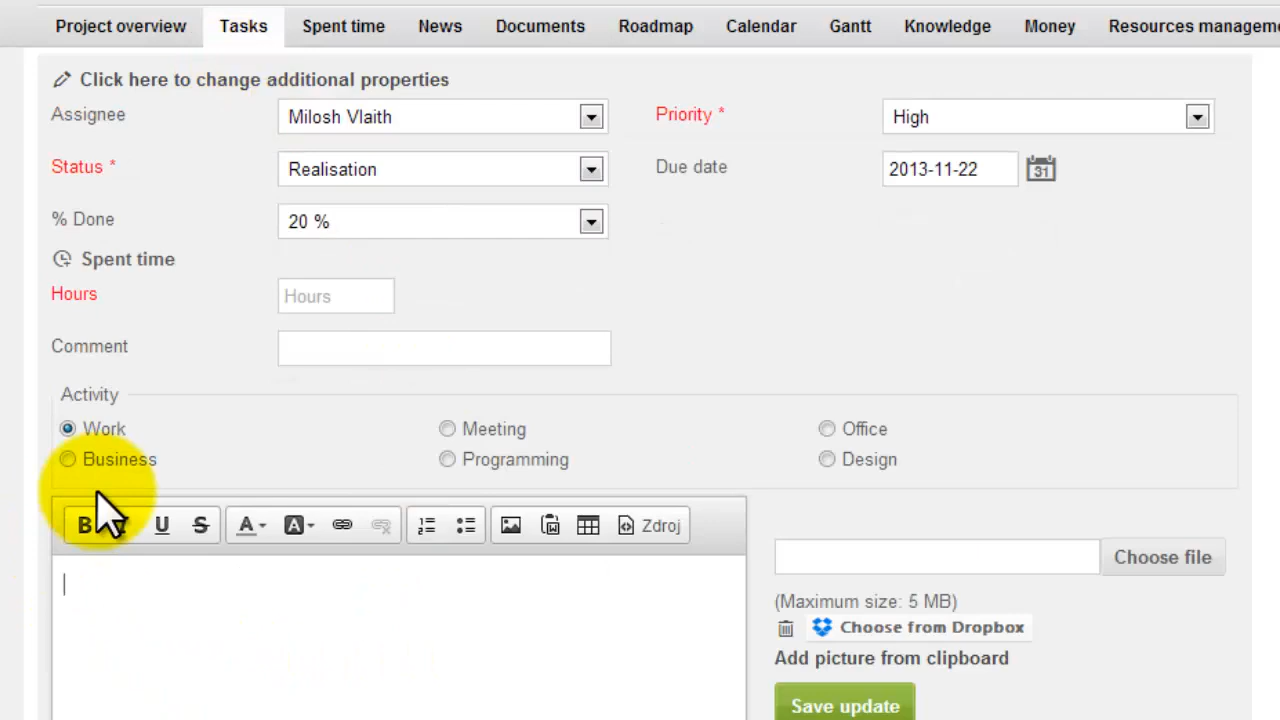 Project overview Tasks Spent time News Documents Roadmap Calendar Gantt Knowledge Money Resources manageme
Click here to change additional properties
Assignee Milosh Vlaith Priority * High
Status * Realisation Due date 2013-11-22 31
% Done 20 %
Spent time
Hours Hours
Comment
Activity
Work Meeting Office
Business Programming Design
B U S A A Zdroj
Choose file
(Maximum size: 5 MB)
Choose from Dropbox
Add picture from clipboard
Save update